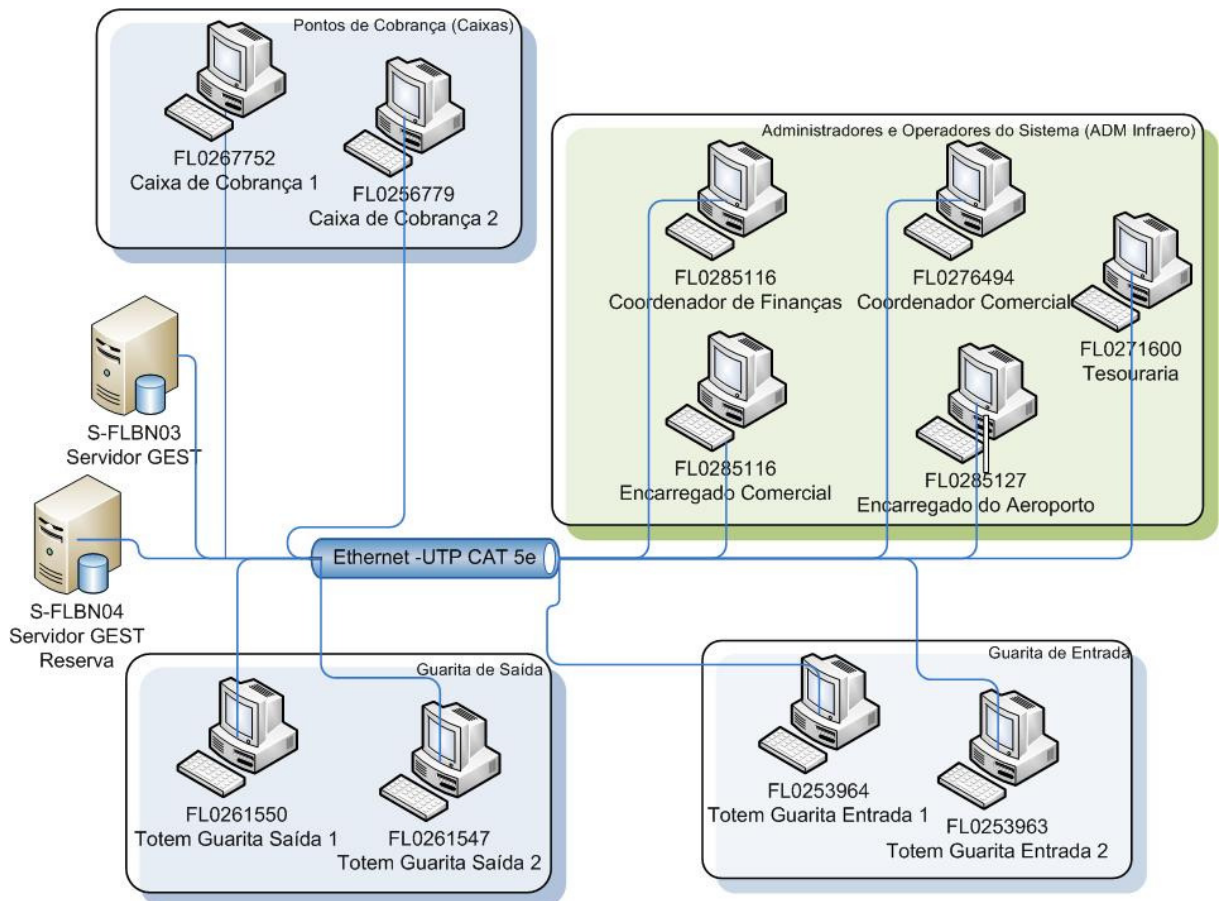 Pontos de Cobrança (Caixas)
FL0267752
Caixa de Cobrança 1
FL0256779
Caixa de Cobrança 2
Administradores e Operadores do Sistema (ADM Infraero)
FL0285116
Coordenador de Finanças
FL0276494
Coordenador Comercial
FL0271600
Tesouraria
FL0285116
Encarregado Comercial
FL0285127
Encarregado do Aeroporto
S-FLBN03
Servidor GEST
S-FLBN04
Servidor GEST
Reserva
Ethernet -UTP CAT 5e
Guarita de Saída
FL0261550
Totem Guarita Saída 1
FL0261547
Totem Guarita Saída 2
Guarita de Entrada
FL0253964
Totem Guarita Entrada 1
FL0253963
Totem Guarita Entrada 2